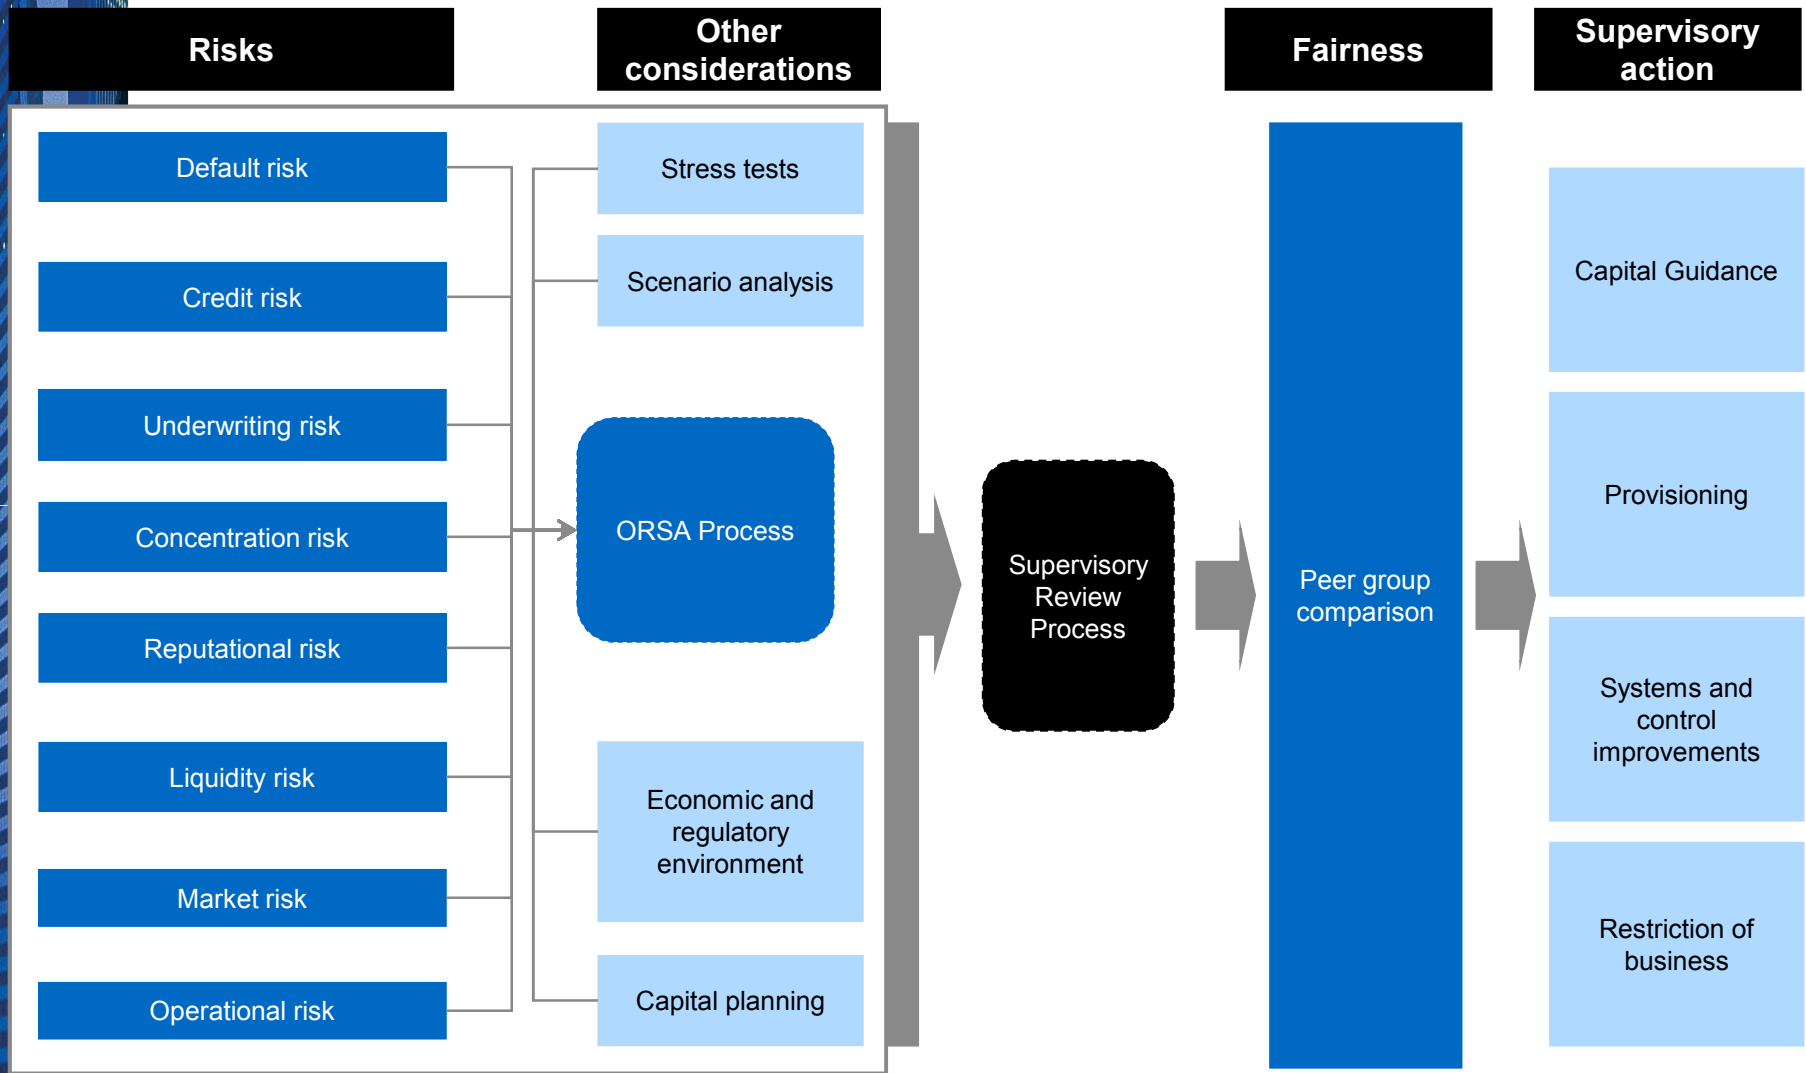 Risks
Other
considerations
Fairness
Supervisory
action
Default risk
Credit risk
Underwriting risk
Concentration risk
Reputational risk
Liquidity risk
Market risk
Operational risk
Stress tests
Scenario analysis
ORSA Process
Economic and
regulatory
environment
Capital planning
Supervisory
Review
Process
Peer group
comparison
Capital Guidance
Provisioning
Systems and
control
improvements
Restriction of
business